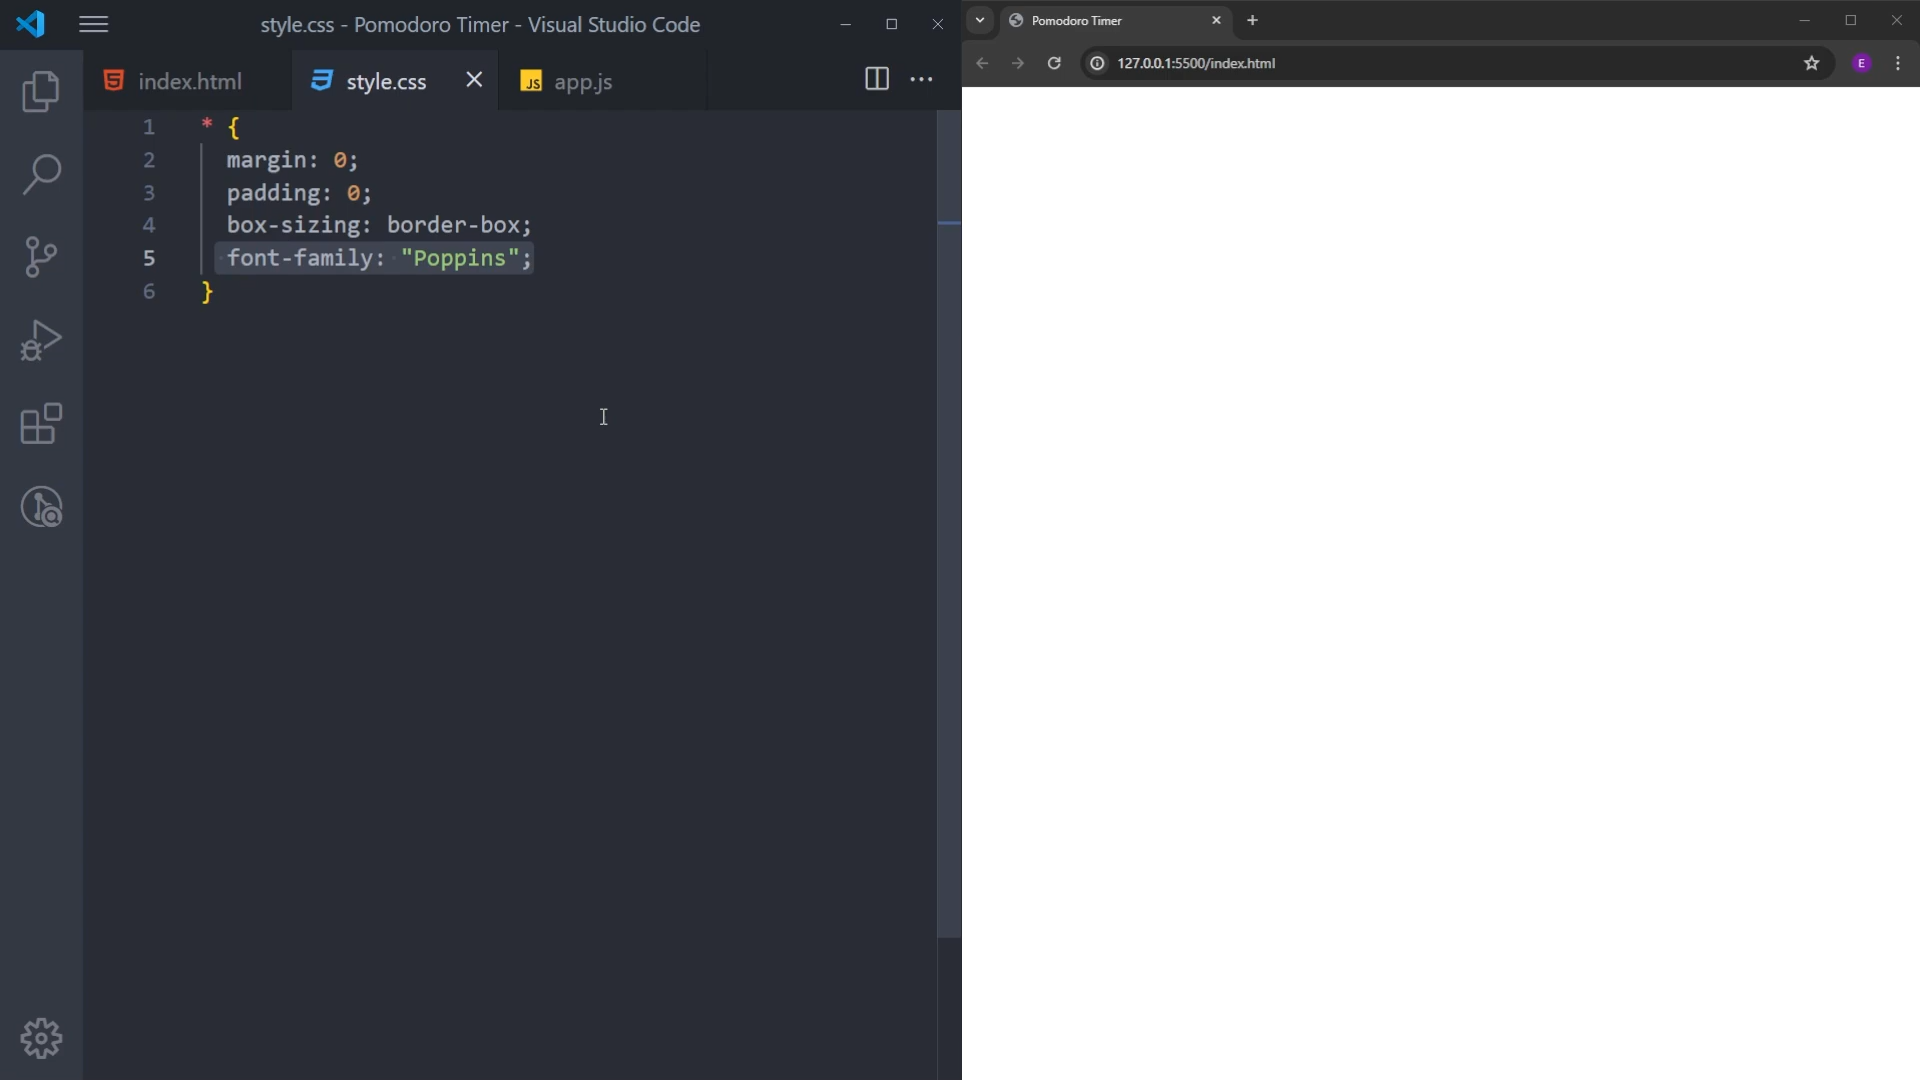 style.css - Pomodoro Timer - Visual Studio Code
index.html
style.css
JS app.js
1 * {
2 margin: 0;
3 padding: 0;
4 box-sizing: border-box;
5 font-family: "Poppins";
6 }
Pomodoro Timer
127.0.0.1:5500/index.html
E